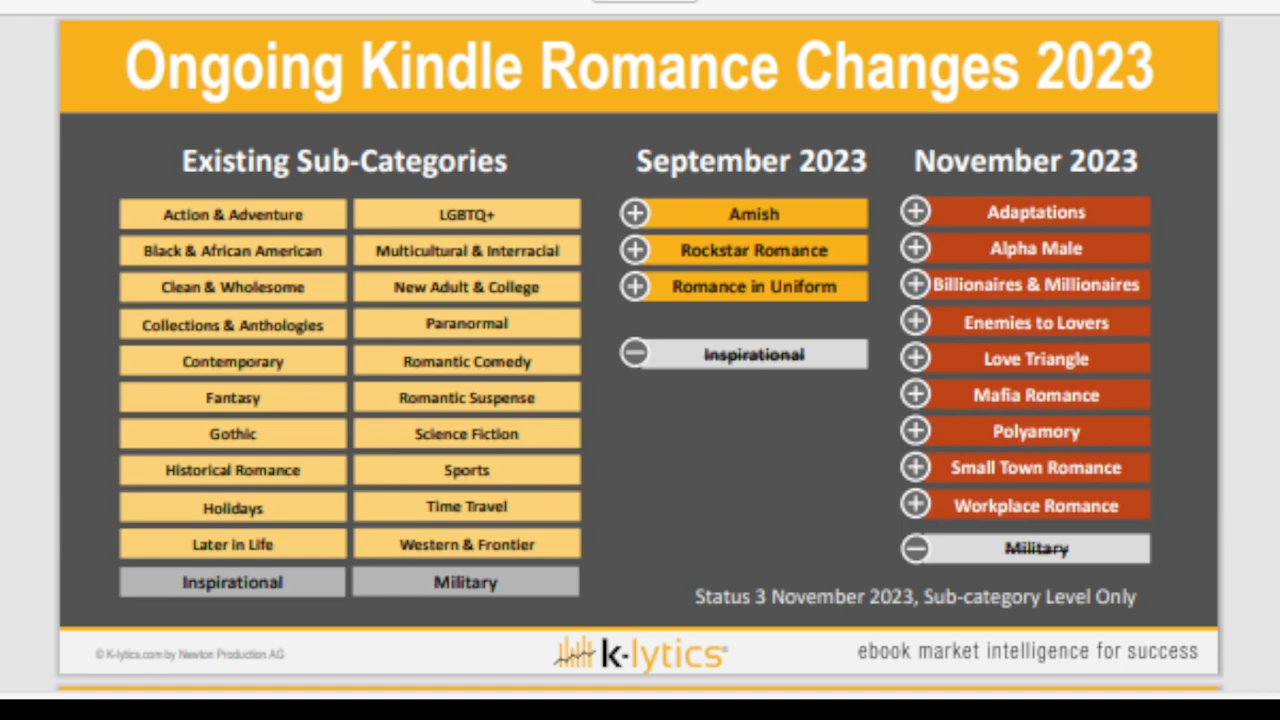 Ongoing Kindle Romance Changes 2023
Existing Sub-Categories
Action & Adventure
LGBTQ+
Black & African American
Multicultural & Interracial
Clean & Wholesome
New Adult & College
Collections & Anthologies
Paranormal
Contemporary
Romantic Comedy
Fantasy
Romantic Suspense
Gothic
Science Fiction
Historical Romance
Sports
Holidays
Time Travel
Later in Life
Western & Frontier
Inspirational
Military
September 2023
Amish
Rockstar Romance
Romance in Uniform
Inspirational
November 2023
Adaptations
Alpha Male
Billionaires & Millionaires
Enemies to Lovers
Love Triangle
Mafia Romance
Polyamory
Small Town Romance
Workplace Romance
Military
Status 3 November 2023, Sub-category Level Only
© K-lytics.com by Newton Production AG
k-lytics®
ebook market intelligence for success